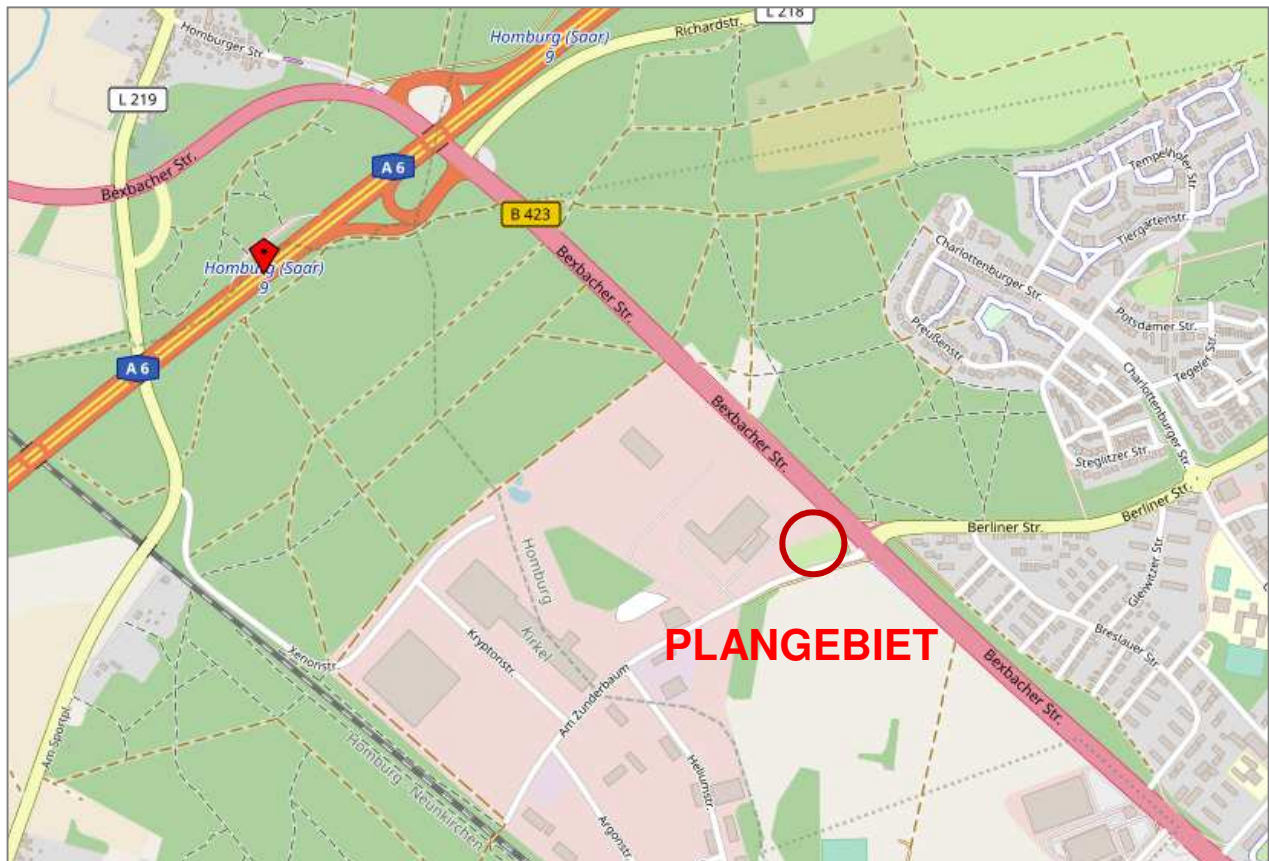 L 218
Homburger Str.
Homburg (Saar)
9
Richardstr.
L 219
Bexbacher Str.
A 6
B 423
Tempelhofer Str.
Tiergartenstr.
Charlottenburger Str.
Homburg (Saar)
9
Bexbacher Str.
Potsdamer Str.
Preußenstr
Tegeler Str.
A 6
Charlottenburger Str.
Bexbacher Str.
Steglitzer Str.
Berliner Str.
Berliner Str.
Homburg
Kirkel
Gleiwitzer Str.
Breslauer Str.
PLANGEBIET
Xenonstr.
Kryptonstr.
Am Zunderbaum
Bexbacher Str.
Am Sportpl.
Homburg - Neunkirchen
Heliumstr.
Argonstr.